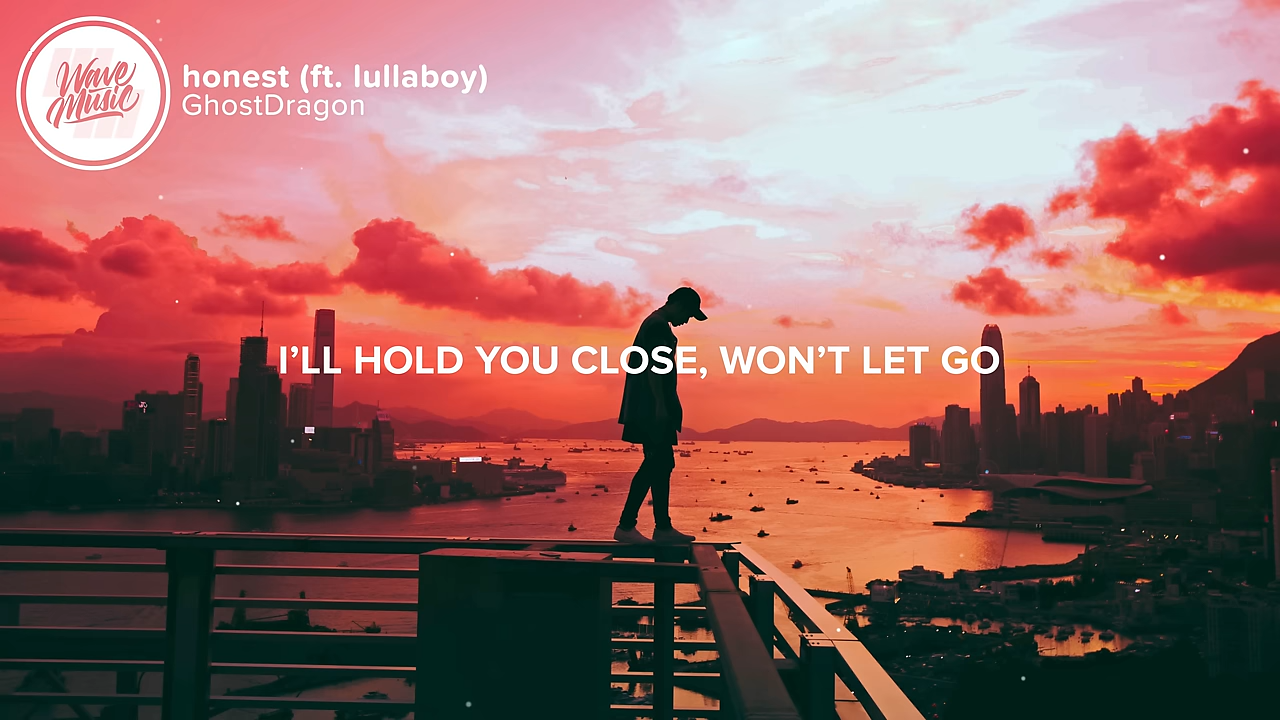 Wave
Music
honest (ft. lullaboy)
GhostDragon
I’LL HOLD YOU CLOSE, WON’T LET GO